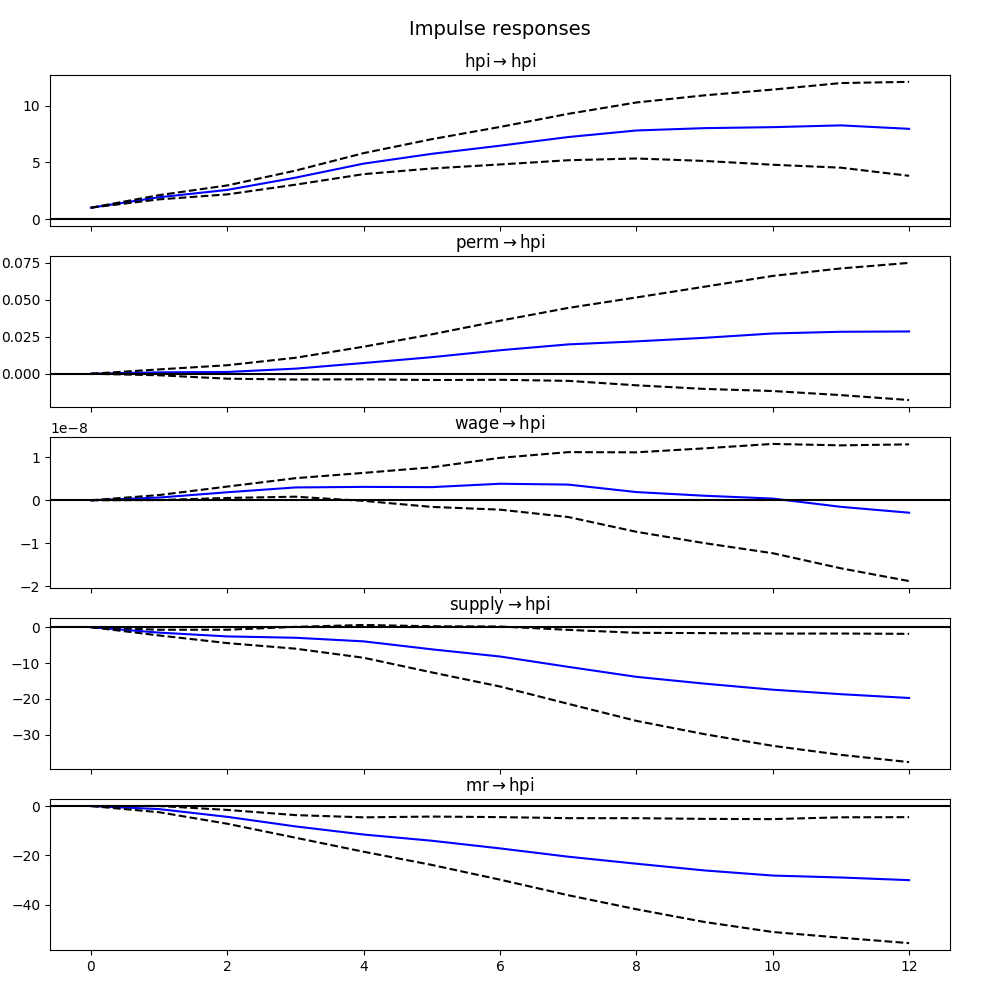 Impulse responses
hpi → hpi
10
5
0
perm → hpi
0.075
0.050
0.025
0.000
wage → hpi
1e−8
1
0
−1
−2
supply → hpi
0
−10
−20
−30
mr → hpi
0
−20
−40
0 2 4 6 8 10 12